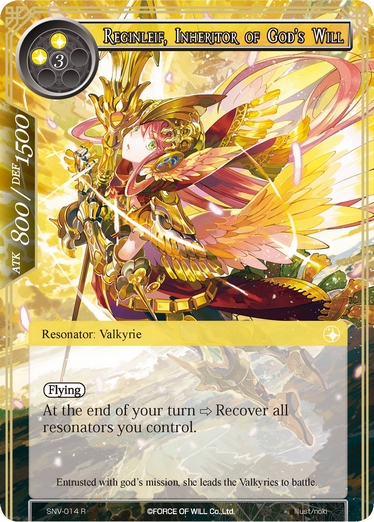 Reginleif, Inheritor of God's Will
3
ATK 800 / DEF 1500
Resonator: Valkyrie
Flying
At the end of your turn ⇨ Recover all
resonators you control.
Entrusted with god's mission, she leads the Valkyries to battle.
SNV-014 R ©FORCE OF WILL Co.,Ltd. Illust/noki